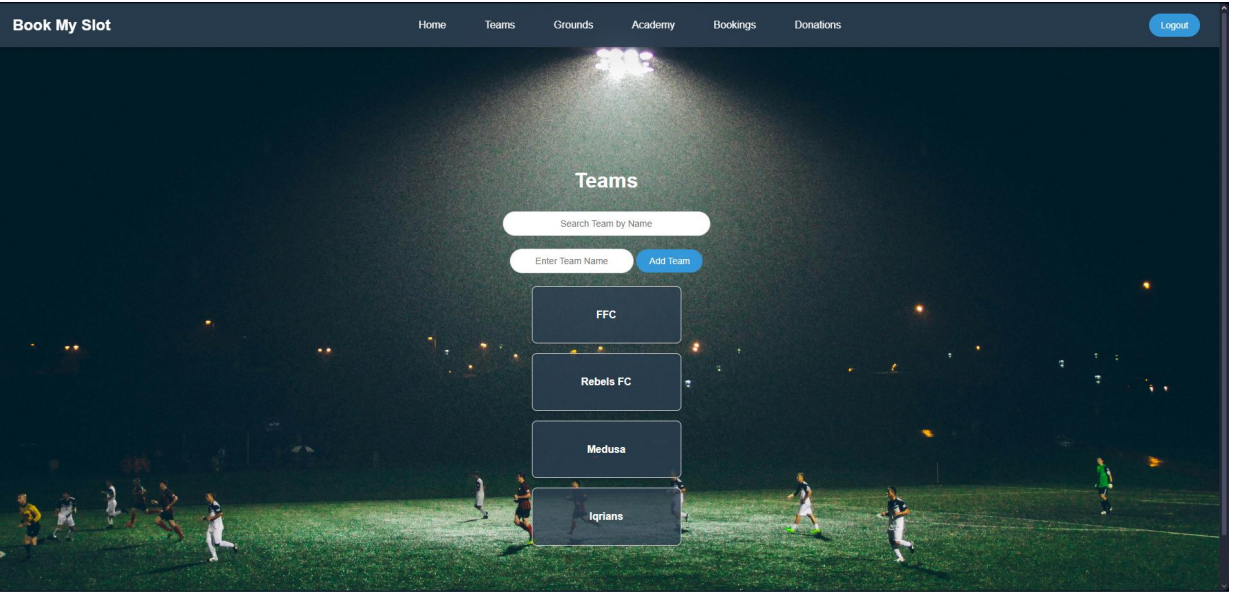 Book My Slot
Home Teams Grounds Academy Bookings Donations
Logout
Teams
Search Team by Name
Enter Team Name Add Team
FFC
Rebels FC
Medusa
Iqrians